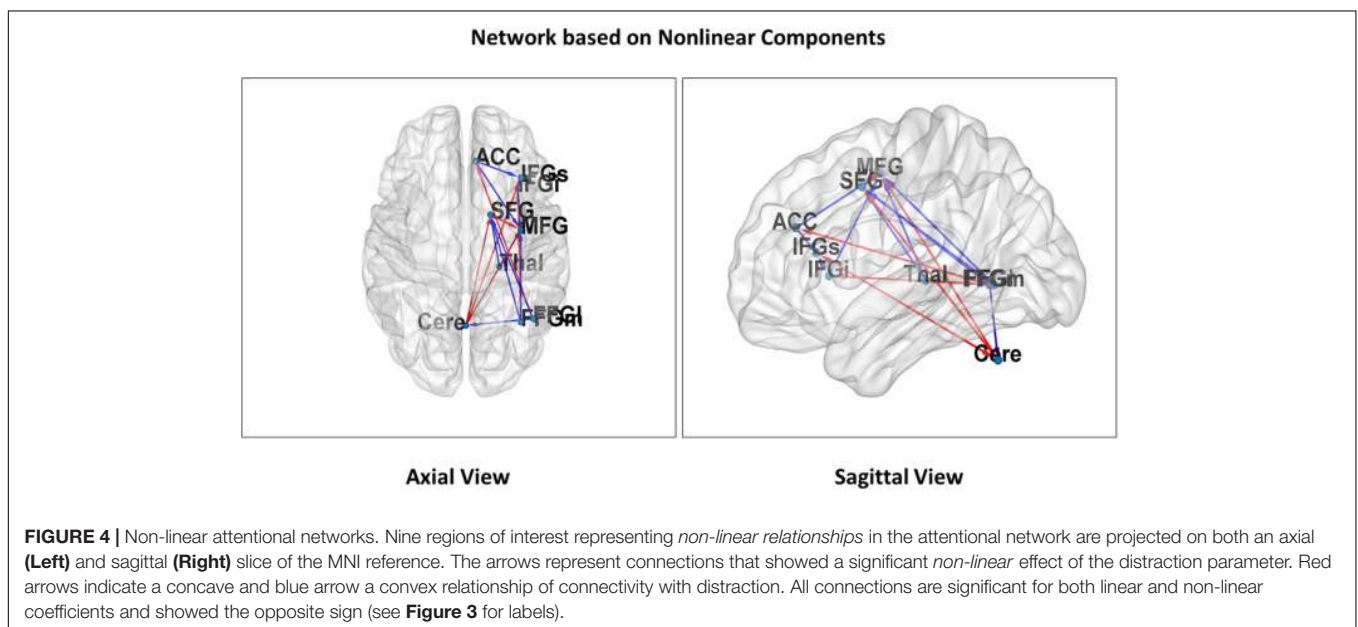 Network based on Nonlinear Components
ACC
IFGs
IFGi
SFG
MFG
Thal
Cere
FFGl
FFGm
MFG
SFG
ACC
IFGs
IFGi
Thal
FFGm
Cere
Axial View
Sagittal View
FIGURE 4 | Non-linear attentional networks. Nine regions of interest representing non-linear relationships in the attentional network are projected on both an axial
(Left) and sagittal (Right) slice of the MNI reference. The arrows represent connections that showed a significant non-linear effect of the distraction parameter. Red
arrows indicate a concave and blue arrow a convex relationship of connectivity with distraction. All connections are significant for both linear and non-linear
coefficients and showed the opposite sign (see Figure 3 for labels).